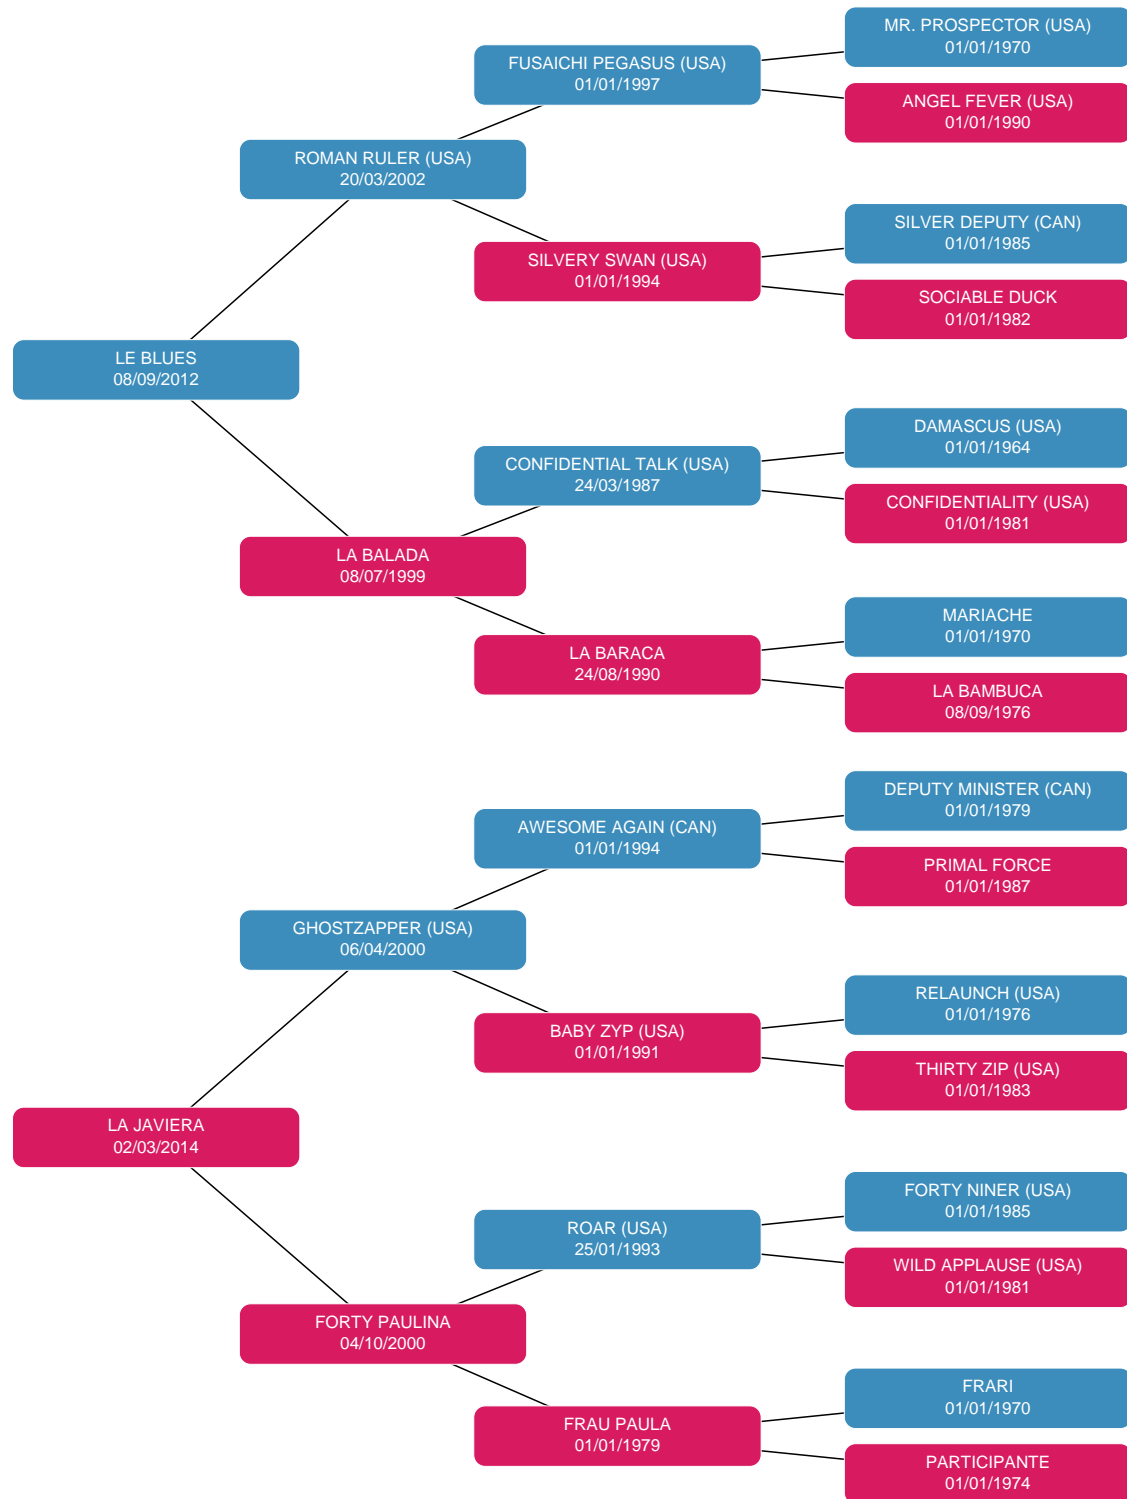 MR. PROSPECTOR (USA)
01/01/1970
FUSAICHI PEGASUS (USA)
01/01/1997
ANGEL FEVER (USA)
01/01/1990
ROMAN RULER (USA)
20/03/2002
SILVER DEPUTY (CAN)
01/01/1985
SILVERY SWAN (USA)
01/01/1994
SOCIABLE DUCK
01/01/1982
LE BLUES
08/09/2012
DAMASCUS (USA)
01/01/1964
CONFIDENTIAL TALK (USA)
24/03/1987
CONFIDENTIALITY (USA)
01/01/1981
LA BALADA
08/07/1999
MARIACHE
01/01/1970
LA BARACA
24/08/1990
LA BAMBUCA
08/09/1976
DEPUTY MINISTER (CAN)
01/01/1979
AWESOME AGAIN (CAN)
01/01/1994
PRIMAL FORCE
01/01/1987
GHOSTZAPPER (USA)
06/04/2000
RELAUNCH (USA)
01/01/1976
BABY ZYP (USA)
01/01/1991
THIRTY ZIP (USA)
01/01/1983
LA JAVIERA
02/03/2014
FORTY NINER (USA)
01/01/1985
ROAR (USA)
25/01/1993
WILD APPLAUSE (USA)
01/01/1981
FORTY PAULINA
04/10/2000
FRARI
01/01/1970
FRAU PAULA
01/01/1979
PARTICIPANTE
01/01/1974